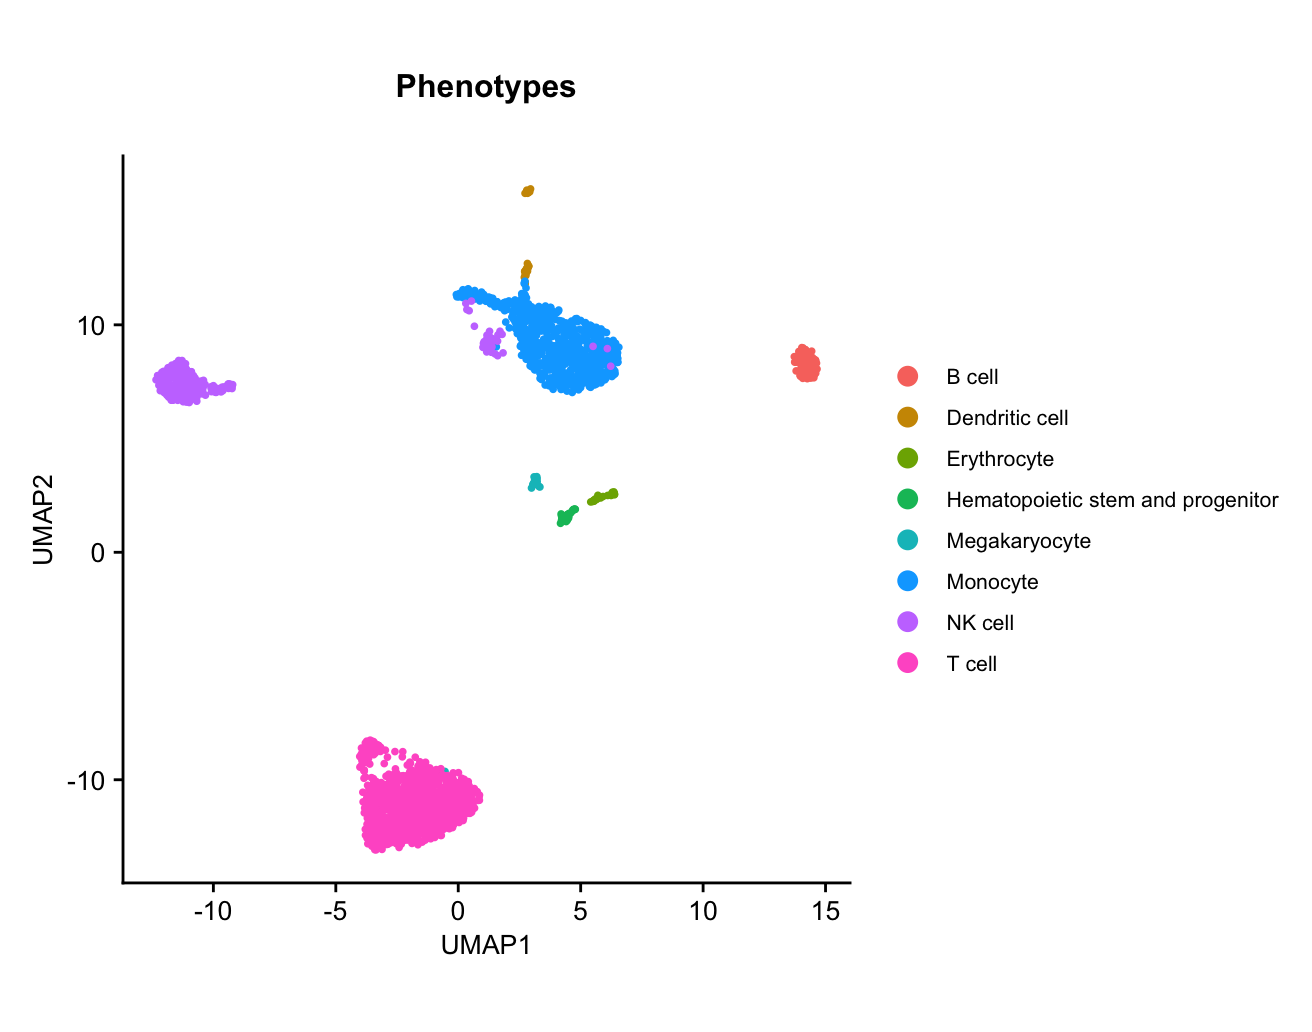 Phenotypes
10
0
-10
UMAP2
-10
-5
0
5
10
15
UMAP1
B cell
Dendritic cell
Erythrocyte
Hematopoietic stem and progenitor
Megakaryocyte
Monocyte
NK cell
T cell